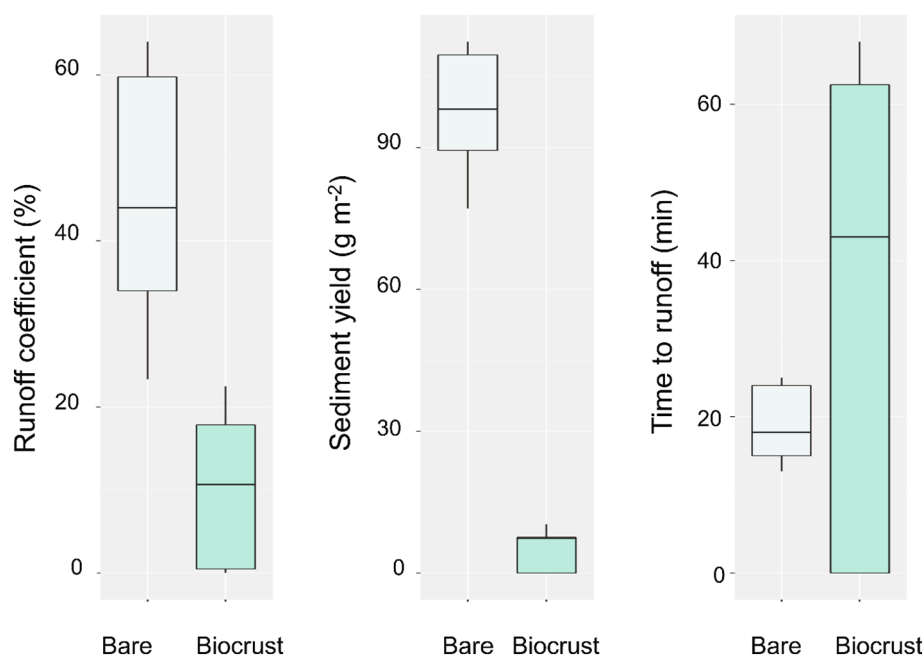 Runoff coefficient (%)
60
40
20
0
Bare Biocrust
Sediment yield (g m-2)
90
60
30
0
Bare Biocrust
Time to runoff (min)
60
40
20
0
Bare Biocrust